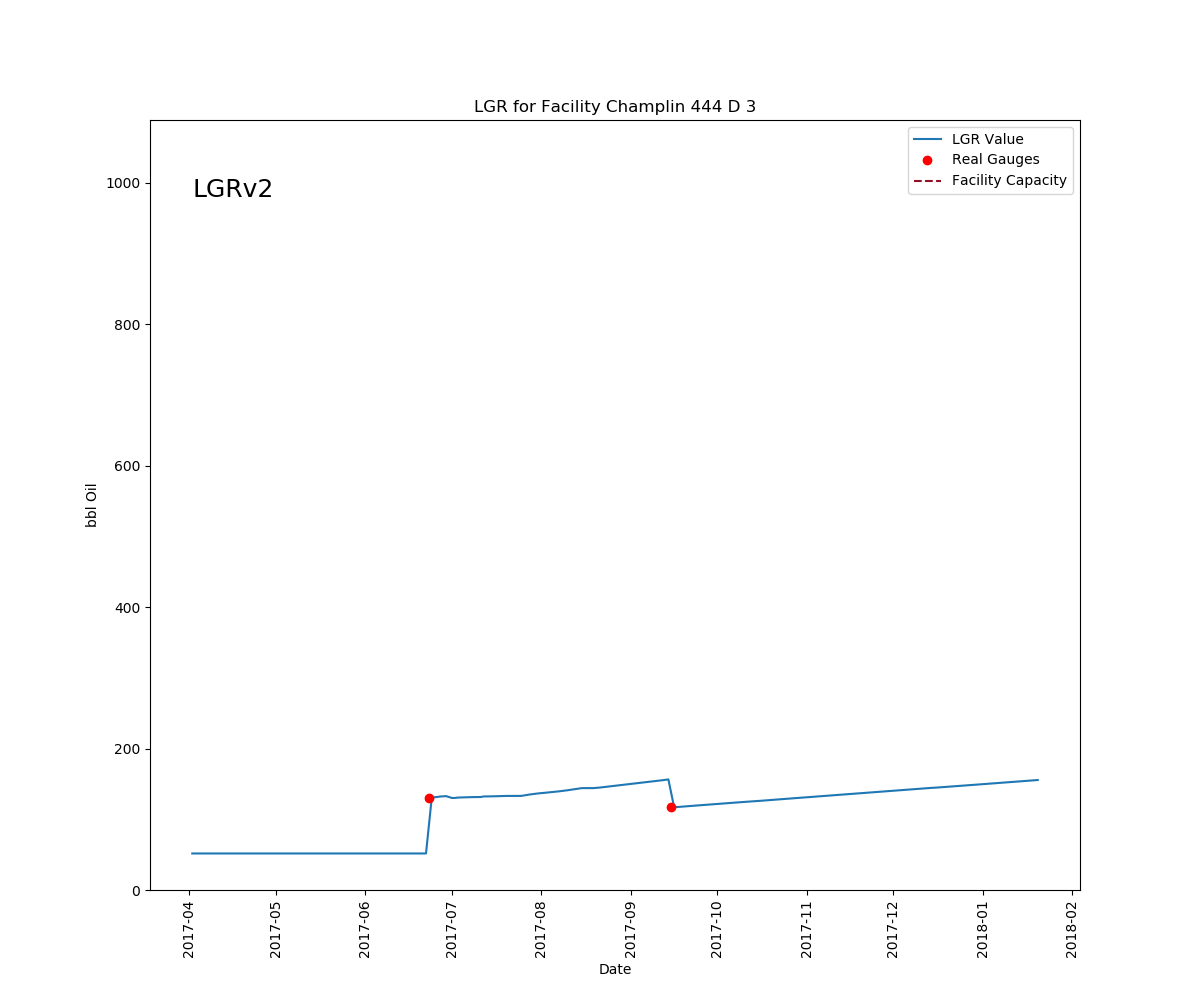 LGR for Facility Champlin 444 D 3
LGR Value
Real Gauges
Facility Capacity
LGRv2
1000
800
600
400
200
0
bbl Oil
2017-04
2017-05
2017-06
2017-07
2017-08
2017-09
2017-10
2017-11
2017-12
2018-01
2018-02
Date